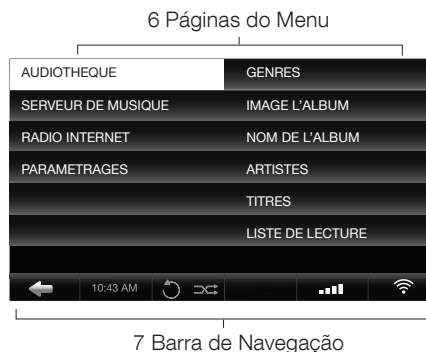 6 Páginas do Menu
AUDIOTHEQUE
SERVEUR DE MUSIQUE
RADIO INTERNET
PARAMETRAGES
GENRES
IMAGE L'ALBUM
NOM DE L'ALBUM
ARTISTES
TITRES
LISTE DE LECTURE
10:43 AM
7 Barra de Navegação